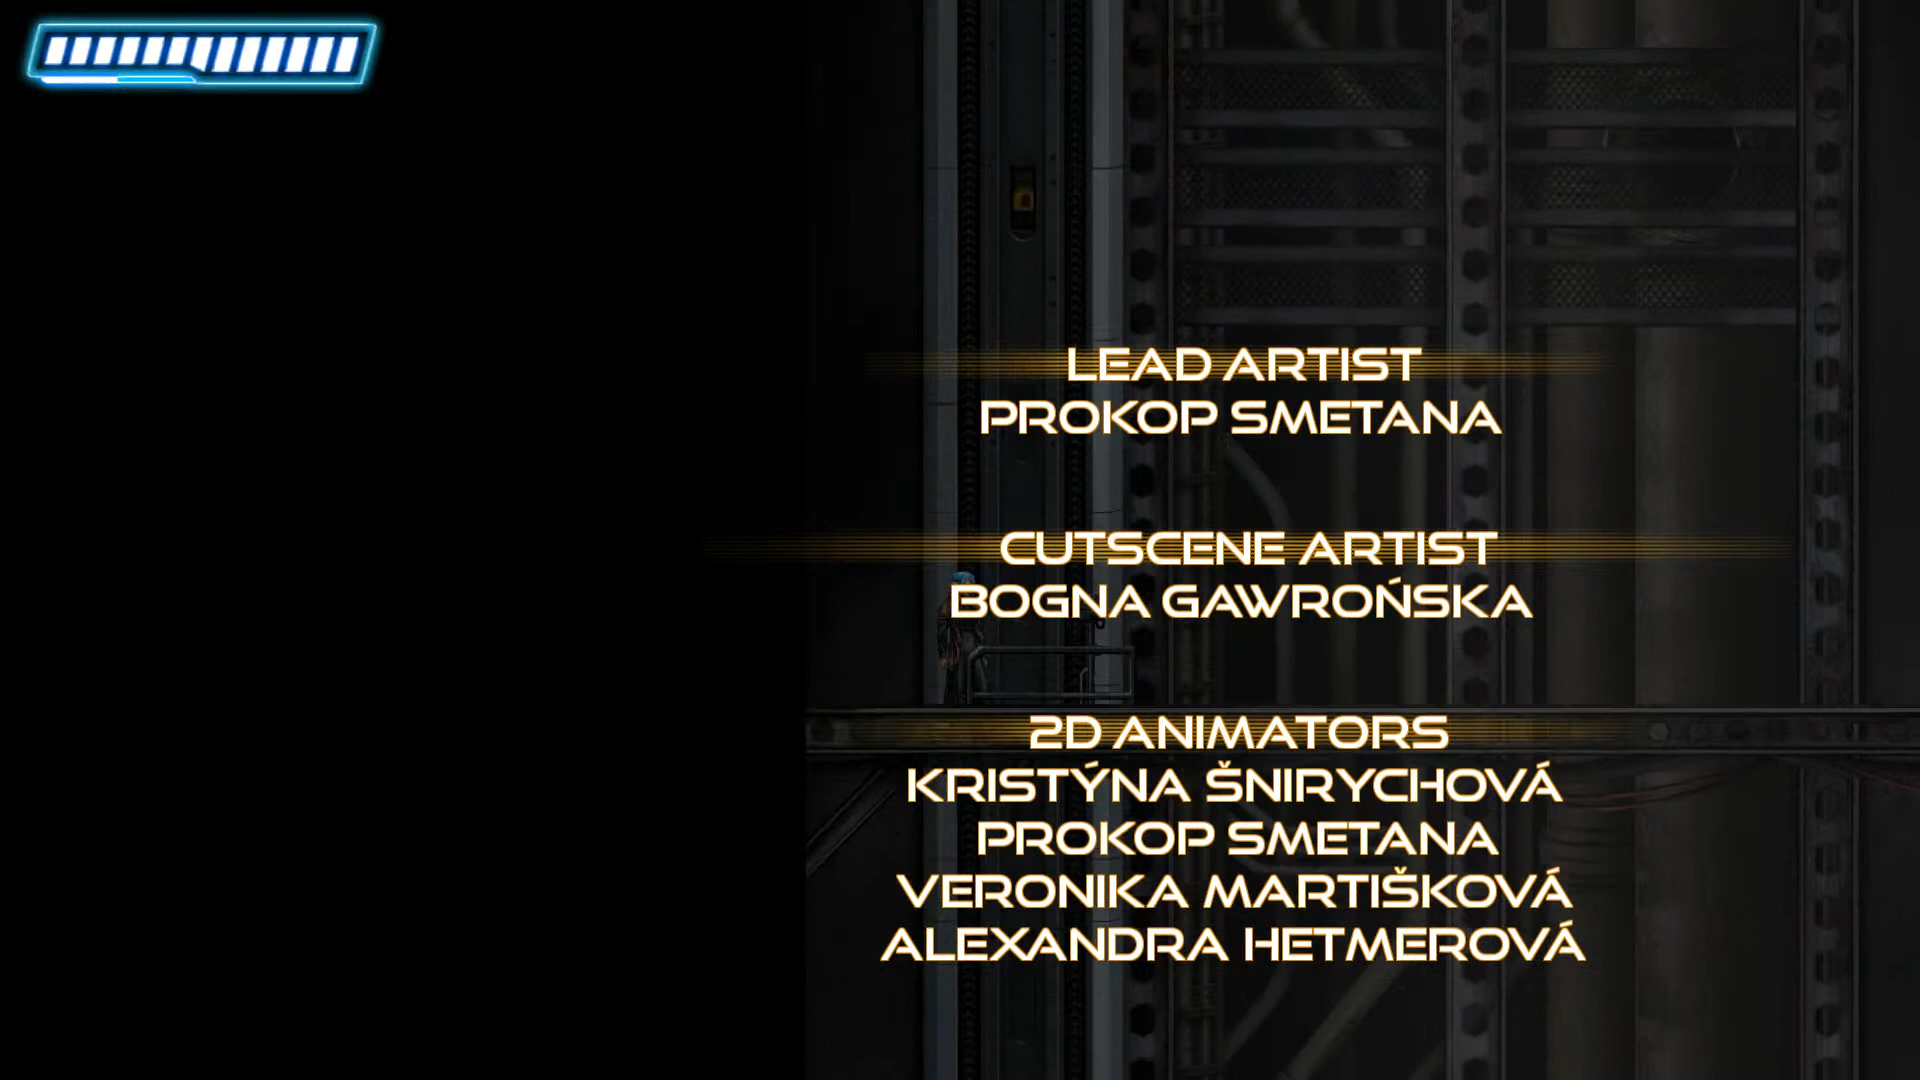 LEAD ARTIST
PROKOP SMETANA
CUTSCENE ARTIST
BOGNA GAWROŃSKA
2D ANIMATORS
KRISTÝNA ŠNIRYCHOVÁ
PROKOP SMETANA
VERONIKA MARTIŠKOVÁ
ALEXANDRA HETMEROVÁ